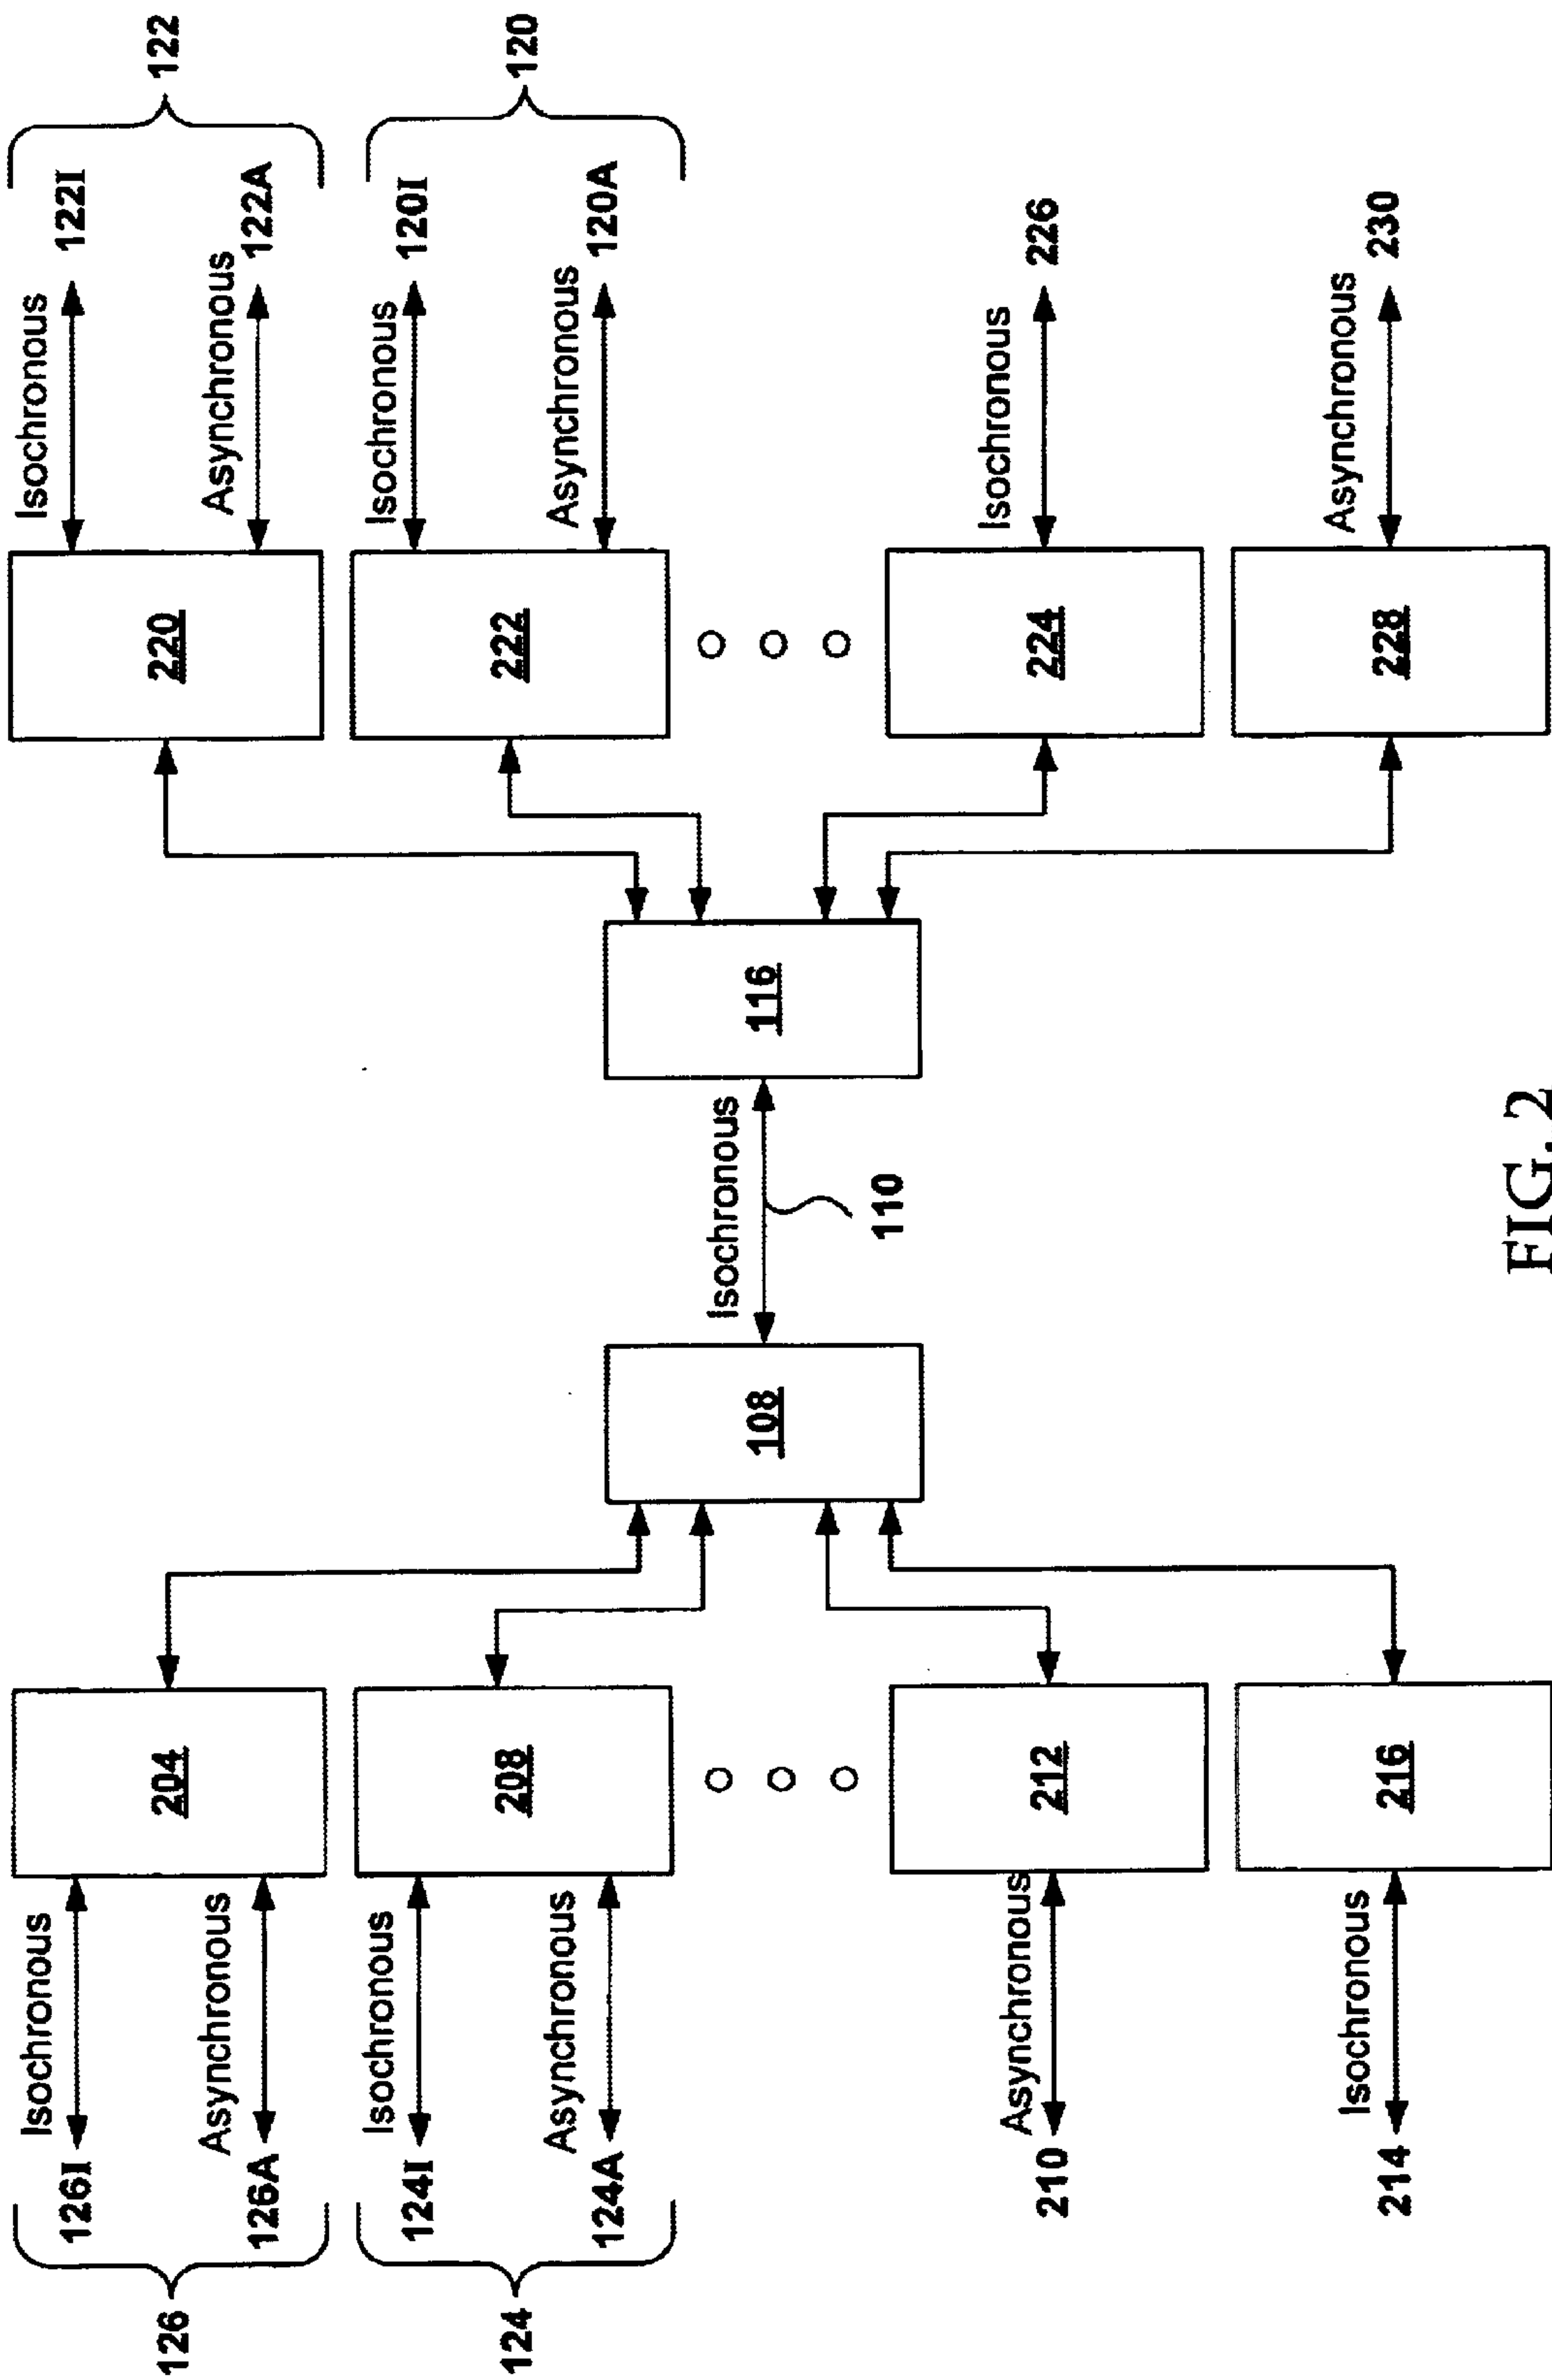 126
126I
Isochronous
126A
Asynchronous
204
124
124I
Isochronous
124A
Asynchronous
208
210
Asynchronous
212
214
Isochronous
216
108
Isochronous
110
116
220
Isochronous
122I
Asynchronous
122A
122
222
Isochronous
120I
Asynchronous
120A
120
224
Isochronous
226
228
Asynchronous
230
FIG. 2